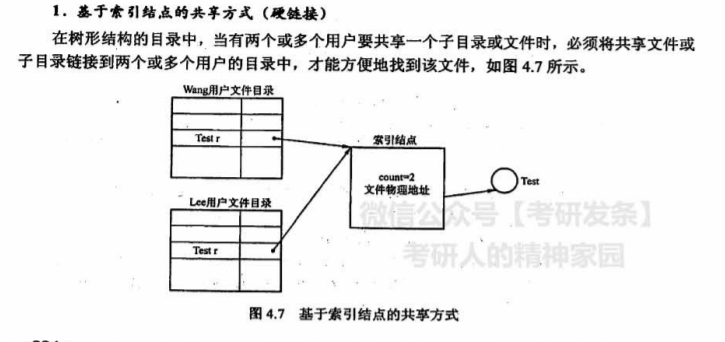 1. 基于索引结点的共享方式（硬链接）
在树形结构的目录中，当有两个或多个用户要共享一个子目录或文件时，必须将共享文件或
子目录链接到两个或多个用户的目录中，才能方便地找到该文件，如图 4.7 所示。
Wang用户文件目录
Test r
索引结点
count=2
文件物理地址
Test
Lee用户文件目录
Test r
微信公众号【考研发条】
考研人的精神家园
图 4.7 基于索引结点的共享方式